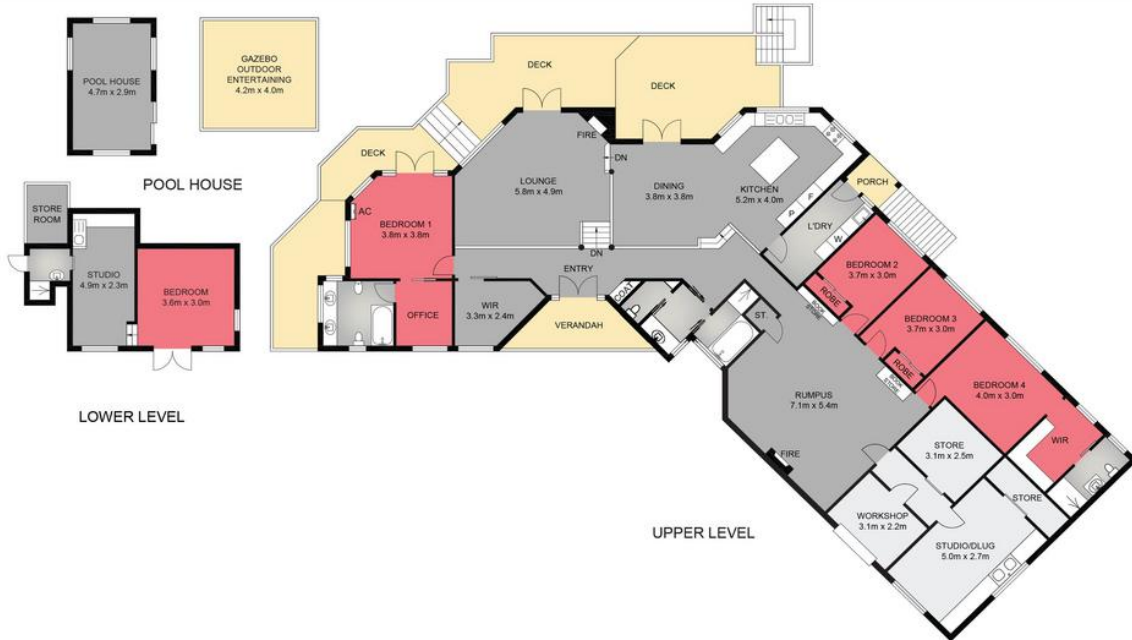 POOL HOUSE
4.7m x 2.9m
GAZEBO
OUTDOOR
ENTERTAINING
4.2m x 4.0m
POOL HOUSE
STORE
ROOM
STUDIO
4.9m x 2.3m
BEDROOM
3.6m x 3.0m
LOWER LEVEL
DECK
DECK
DECK
FIRE
DN
LOUNGE
5.8m x 4.9m
DINING
3.8m x 3.8m
KITCHEN
5.2m x 4.0m
F
P
PORCH
L'DRY
W
AC
BEDROOM 1
3.8m x 3.8m
DN
ENTRY
OFFICE
WIR
3.3m x 2.4m
VERANDAH
COAT
ST.
BOOK
STORE
BEDROOM 2
3.7m x 3.0m
ROBE
BEDROOM 3
3.7m x 3.0m
ROBE
BOOK
STORE
BEDROOM 4
4.0m x 3.0m
WIR
RUMPUS
7.1m x 5.4m
FIRE
STORE
3.1m x 2.5m
STORE
WORKSHOP
3.1m x 2.2m
STUDIO/DLUG
5.0m x 2.7m
UPPER LEVEL